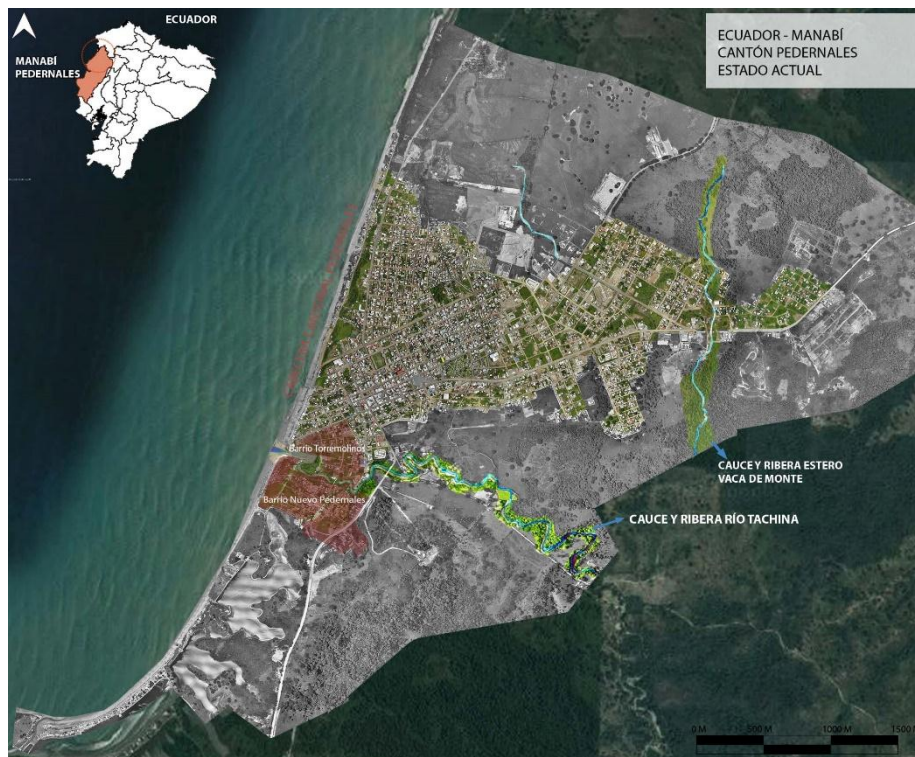 ECUADOR
MANABÍ
PEDERNALES
ECUADOR - MANABÍ
CANTÓN PEDERNALES
ESTADO ACTUAL
Barrio Torremolinos
Barrio Nuevo Pedernales
CAUCE Y RIBERA ESTERO
VACA DE MONTE
CAUCE Y RIBERA RÍO TACHINA
0 M 500 M 1000 M 1500